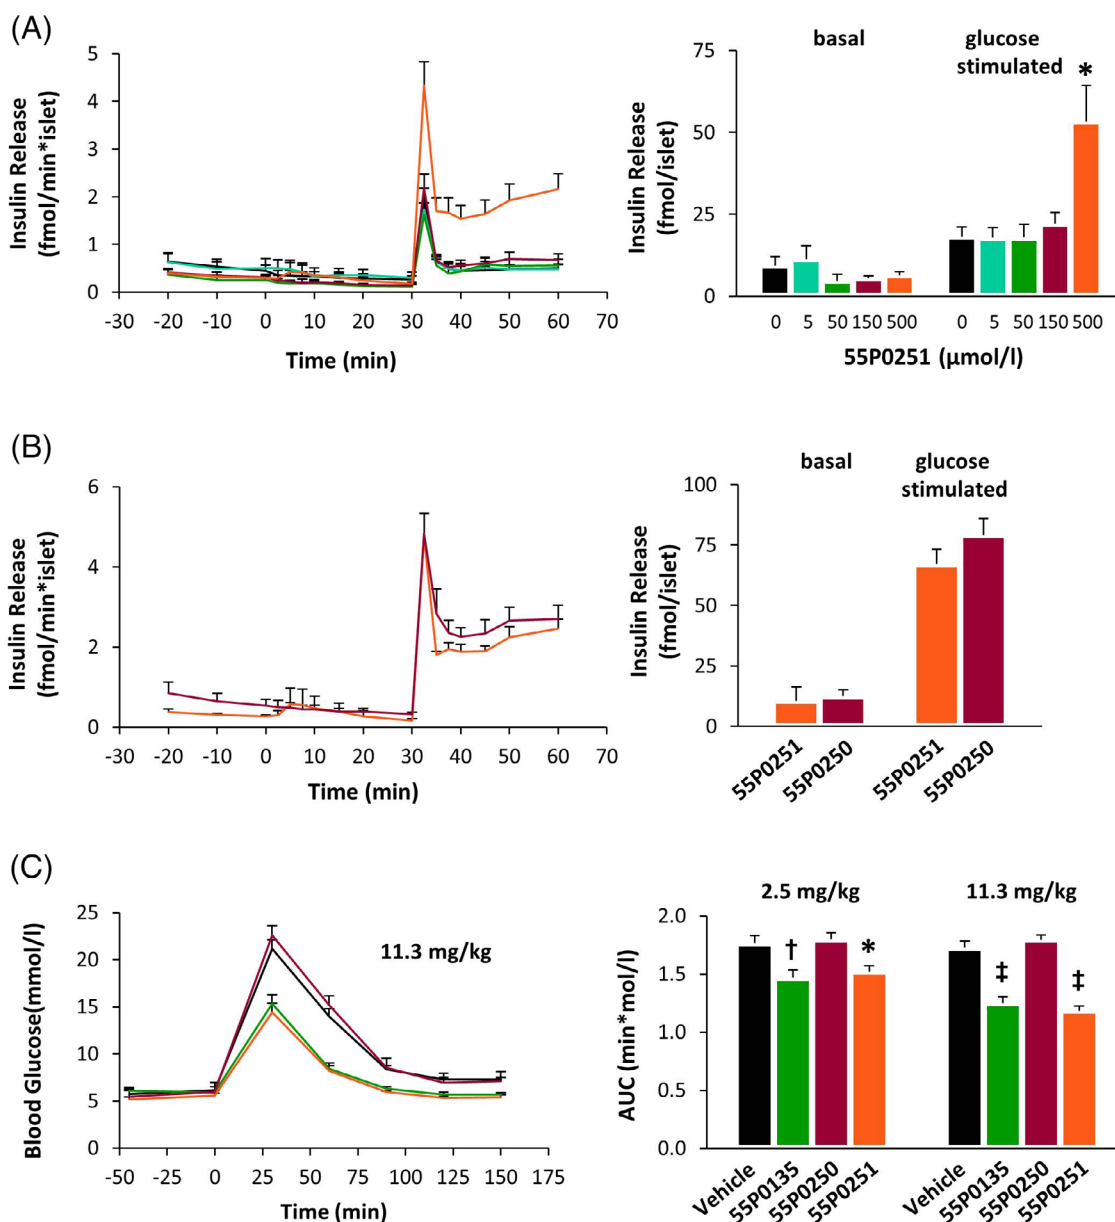 (A)
Insulin Release
(fmol/min*islet)
5
4
3
2
1
0
-30 -20 -10 0 10 20 30 40 50 60 70
Time (min)
basal
glucose
stimulated
*
Insulin Release
(fmol/islet)
75
50
25
0
0 5 50 150 500 0 5 50 150 500
55P0251 (μmol/l)
(B)
Insulin Release
(fmol/min*islet)
6
4
2
0
-30 -20 -10 0 10 20 30 40 50 60 70
Time (min)
basal
glucose
stimulated
Insulin Release
(fmol/islet)
100
75
50
25
0
55P0251
55P0250
55P0251
55P0250
(C)
Blood Glucose(mmol/l)
25
20
15
10
5
0
-50 -25 0 25 50 75 100 125 150 175
Time (min)
11.3 mg/kg
2.5 mg/kg
11.3 mg/kg
AUC (min*mol/l)
2.0
1.5
1.0
0.5
0.0
† * ‡ ‡
Vehicle
55P0135
55P0250
55P0251
Vehicle
55P0135
55P0250
55P0251